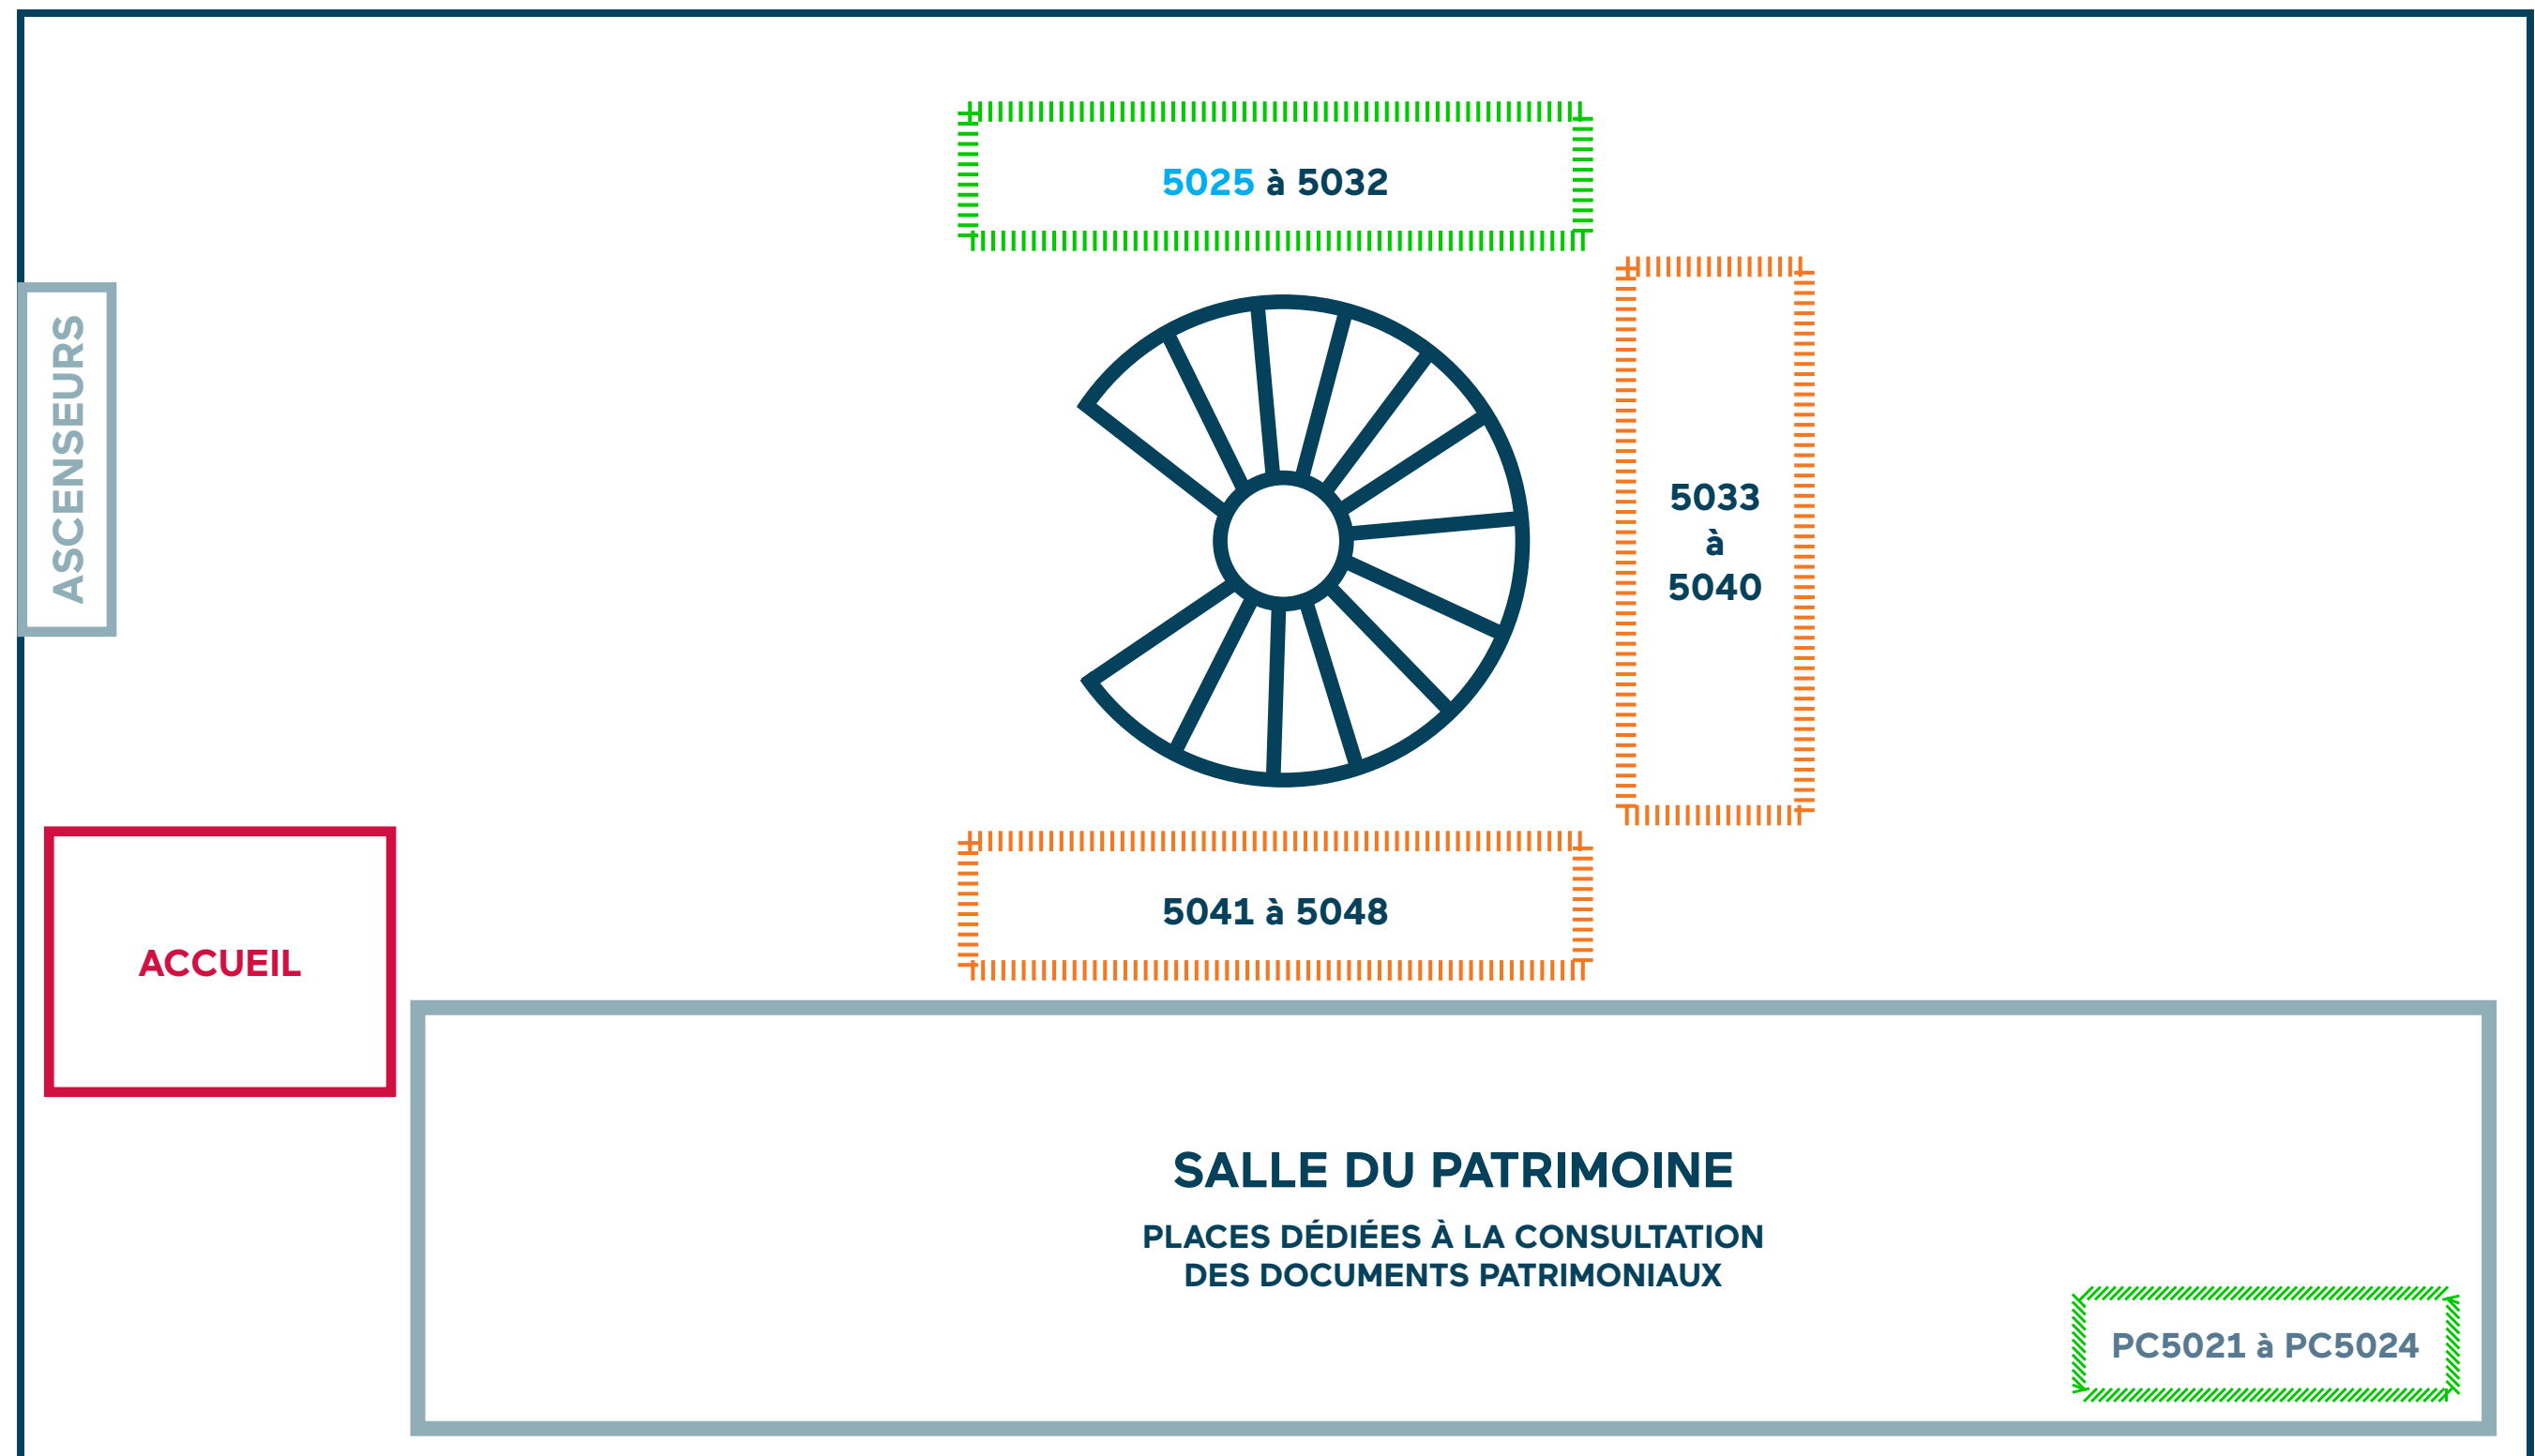 5025 à 5032
ASCENSEURS
5033
à
5040
5041 à 5048
ACCUEIL
SALLE DU PATRIMOINE
PLACES DÉDIÉES À LA CONSULTATION
DES DOCUMENTS PATRIMONIAUX
PC5021 à PC5024